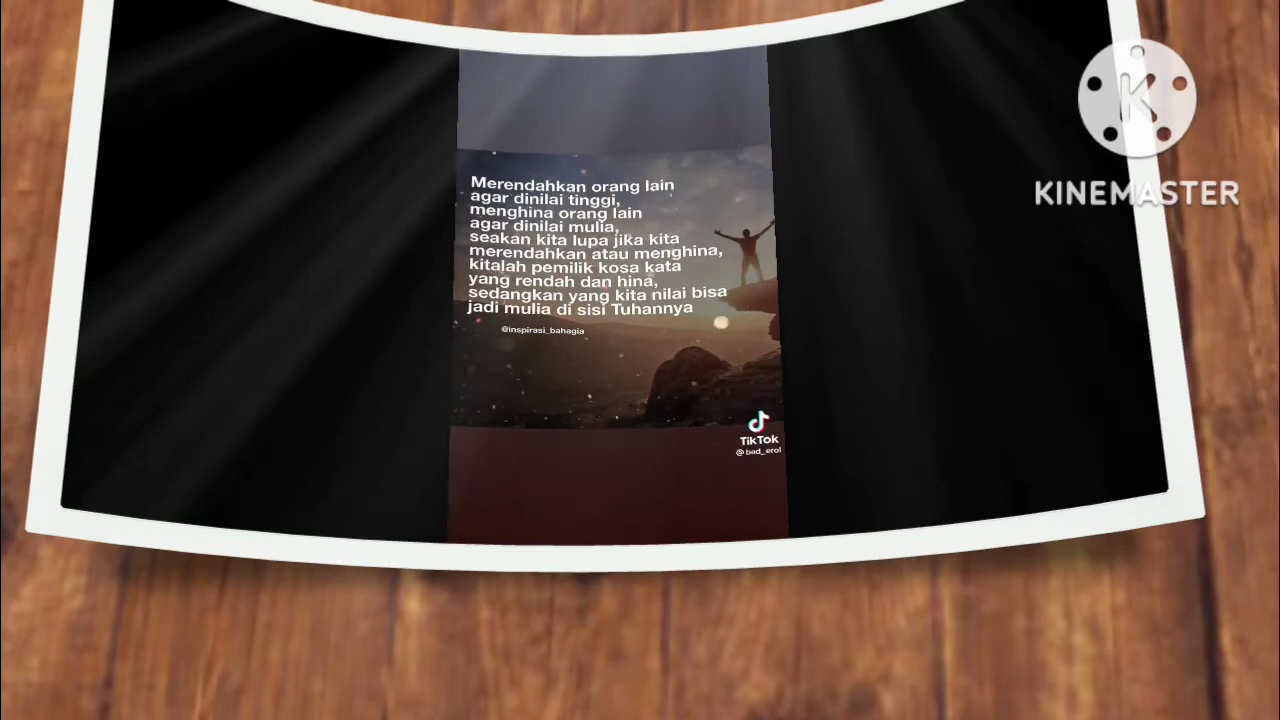 Merendahkan orang lain
agar dinilai tinggi,
menghina orang lain
agar dinilai mulia,
seakan kita lupa jika kita
merendahkan atau menghina,
kitalah pemilik kosa kata
yang rendah dan hina,
sedangkan yang kita nilai bisa
jadi mulia di sisi Tuhannya
@inspirasi_bahagia
TikTok
@bad_erol
K
KINEMASTER